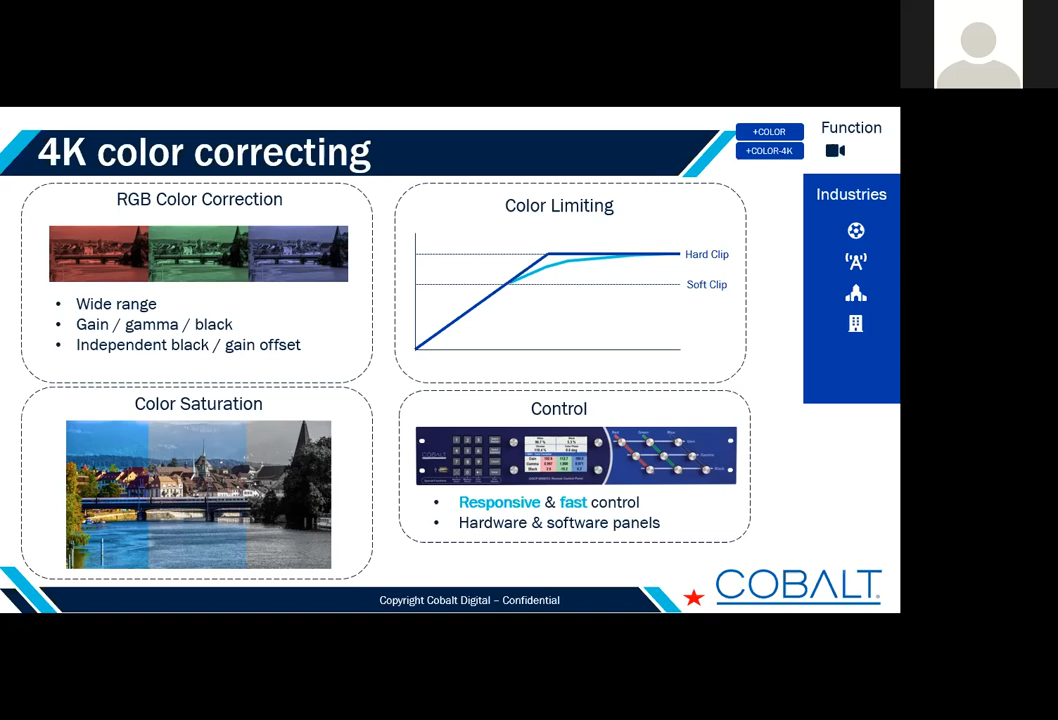 4K color correcting
+COLOR
+COLOR-4K
Function
Industries
RGB Color Correction
• Wide range
• Gain / gamma / black
• Independent black / gain offset
Color Limiting
Hard Clip
Soft Clip
Color Saturation
Control
COBALT
• Responsive & fast control
• Hardware & software panels
Copyright Cobalt Digital – Confidential
COBALT